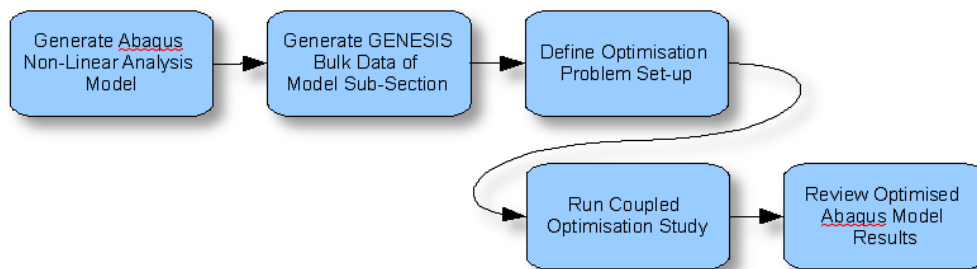 Generate Abaqus
Non-Linear Analysis
Model
Generate GENESIS
Bulk Data of
Model Sub-Section
Define Optimisation
Problem Set-up
Run Coupled
Optimisation Study
Review Optimised
Abaqus Model
Results